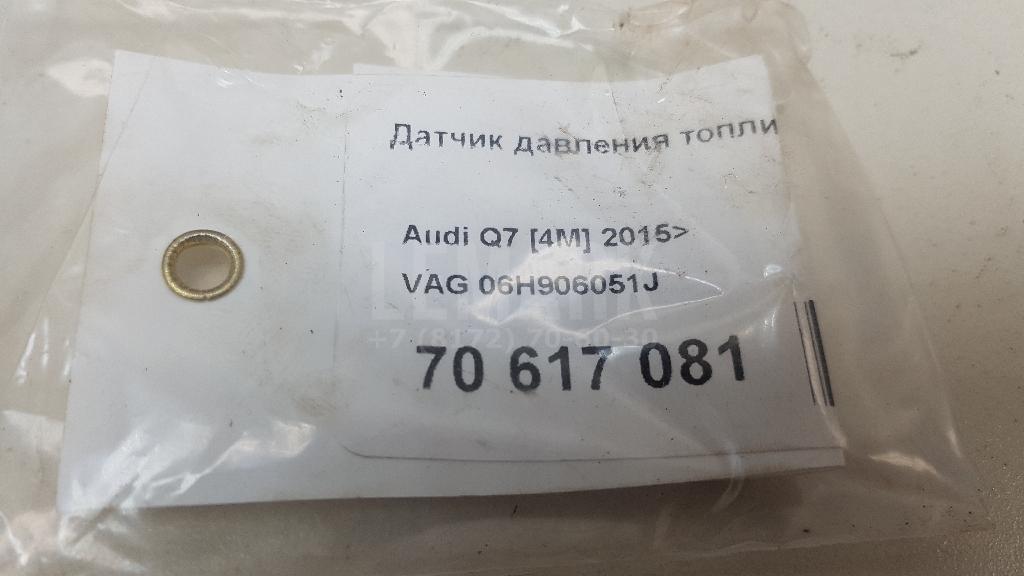 Датчик давления топли
Audi Q7 [4M] 2015>
VAG 06H906051J
70 617 081